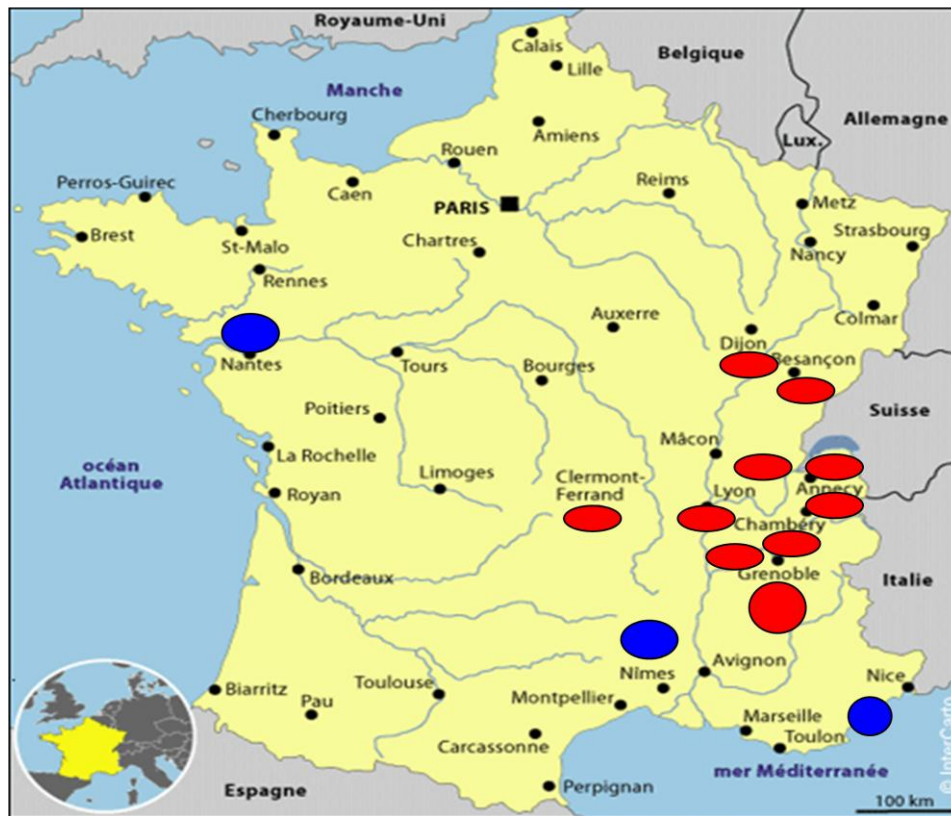 Royaume-Uni
Calais
Lille
Belgique
Manche
Cherbourg
Amiens
Allemagne
Lux.
Rouen
Perros-Guirec
Caen
Reims
PARIS
Metz
Brest
St-Malo
Chartres
Strasbourg
Nancy
Rennes
Auxerre
Colmar
Dijon
Nantes
Tours
Bourges
Besançon
Poitiers
Suisse
Mâcon
La Rochelle
océan
Atlantique
Limoges
Clermont-
Ferrand
Royan
Lyon
Annecy
Chambéry
Bordeaux
Grenoble
Italie
Avignon
Nîmes
Nice
Biarritz
Pau
Toulouse
Montpellier
Marseille
Toulon
Carcassonne
mer Méditerranée
Espagne
Perpignan
100 km
© InterCarto